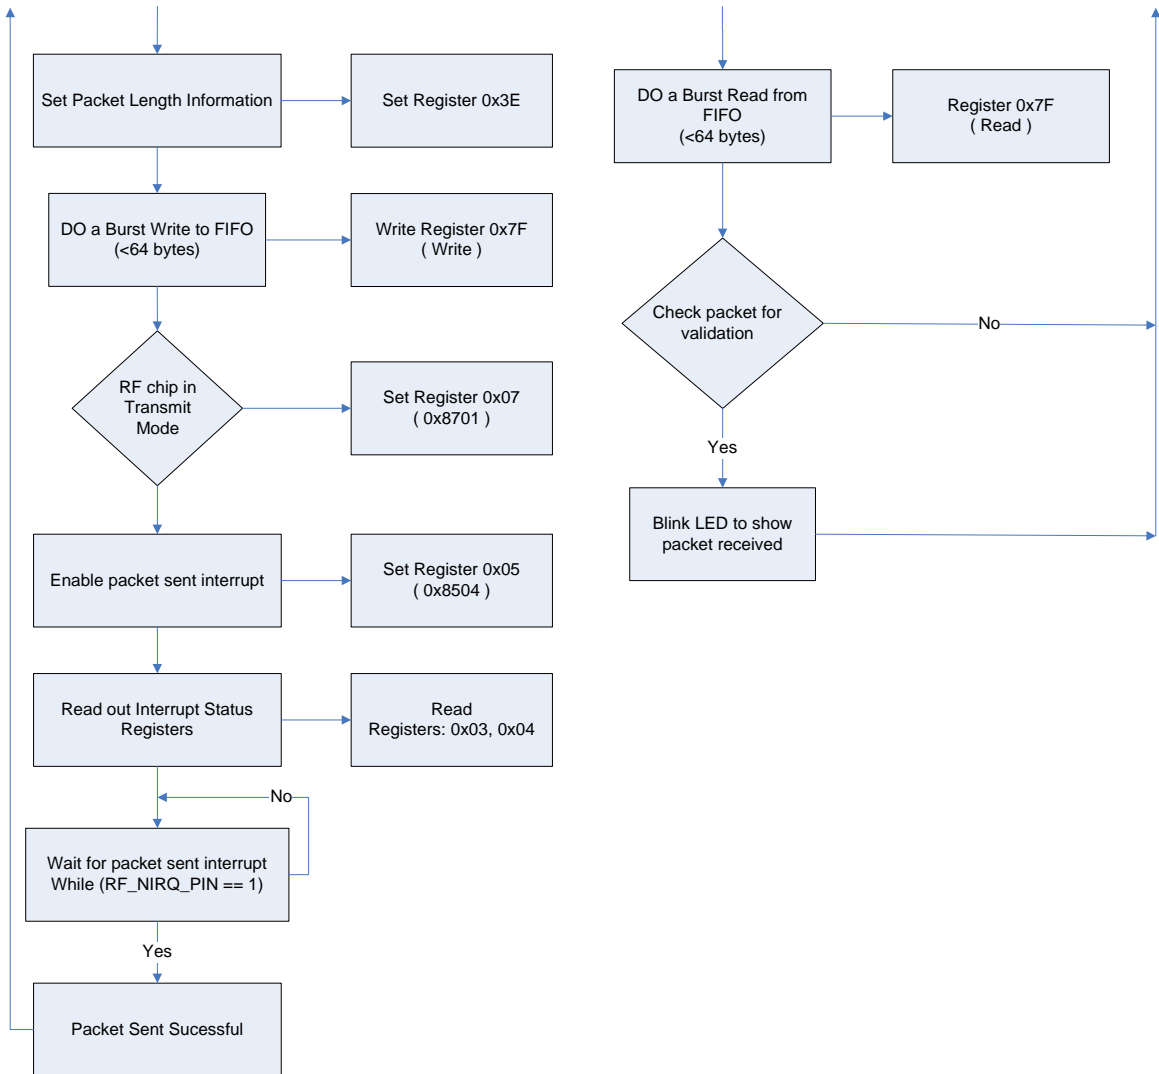 Set Packet Length Information
Set Register 0x3E
DO a Burst Write to FIFO
(<64 bytes)
Write Register 0x7F
( Write )
RF chip in
Transmit
Mode
Set Register 0x07
( 0x8701 )
Enable packet sent interrupt
Set Register 0x05
( 0x8504 )
Read out Interrupt Status
Registers
Read
Registers: 0x03, 0x04
No
Wait for packet sent interrupt
While (RF_NIRQ_PIN == 1)
Yes
Packet Sent Sucessful
DO a Burst Read from
FIFO
(<64 bytes)
Register 0x7F
( Read )
Check packet for
validation
No
Yes
Blink LED to show
packet received